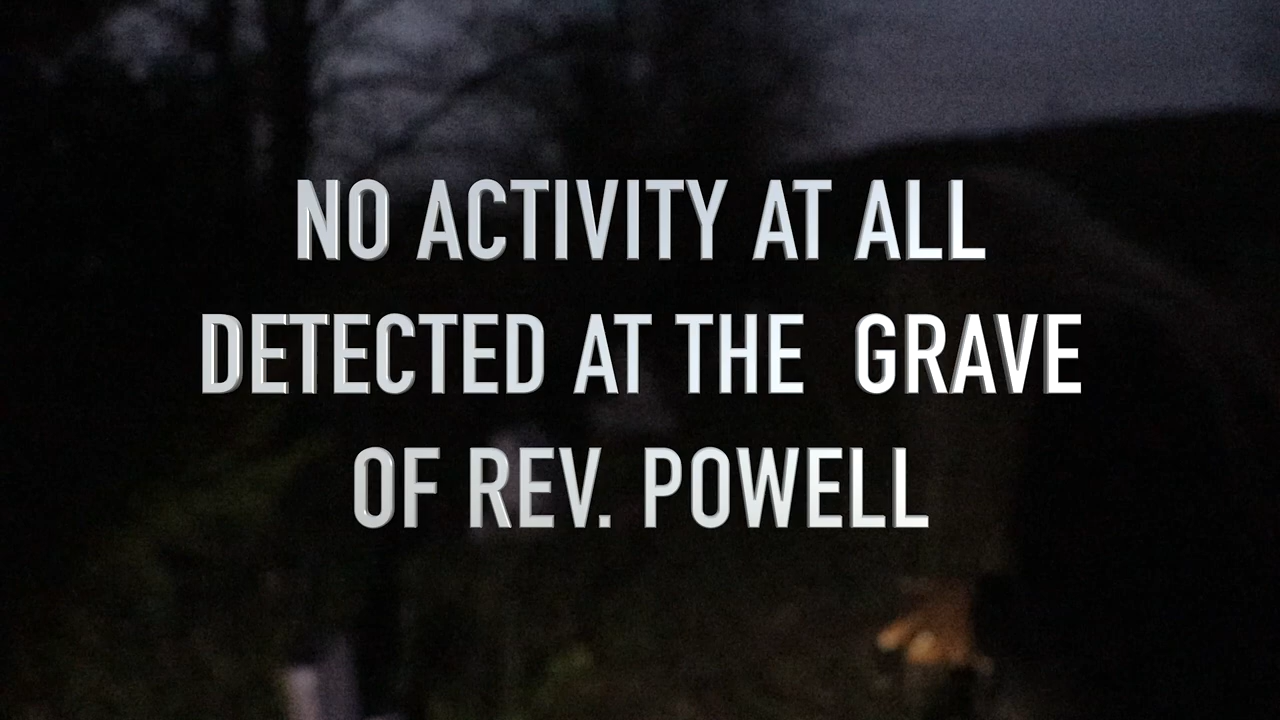 NO ACTIVITY AT ALL
DETECTED AT THE  GRAVE
OF REV. POWELL